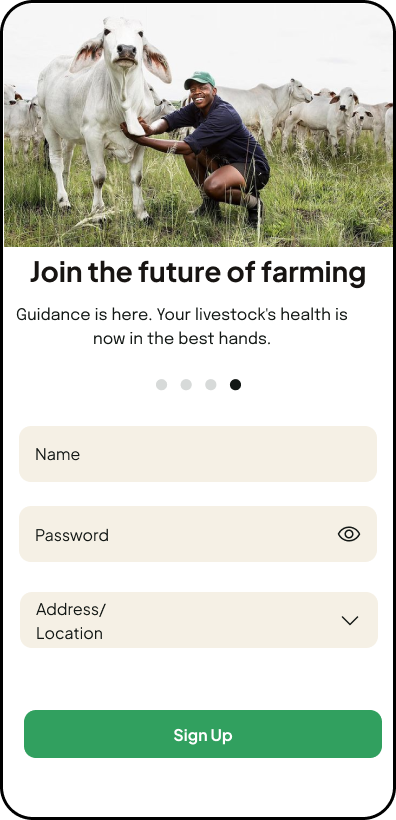 Join the future of farming
Guidance is here. Your livestock's health is
now in the best hands.
Name
Password
Address/
Location
Sign Up